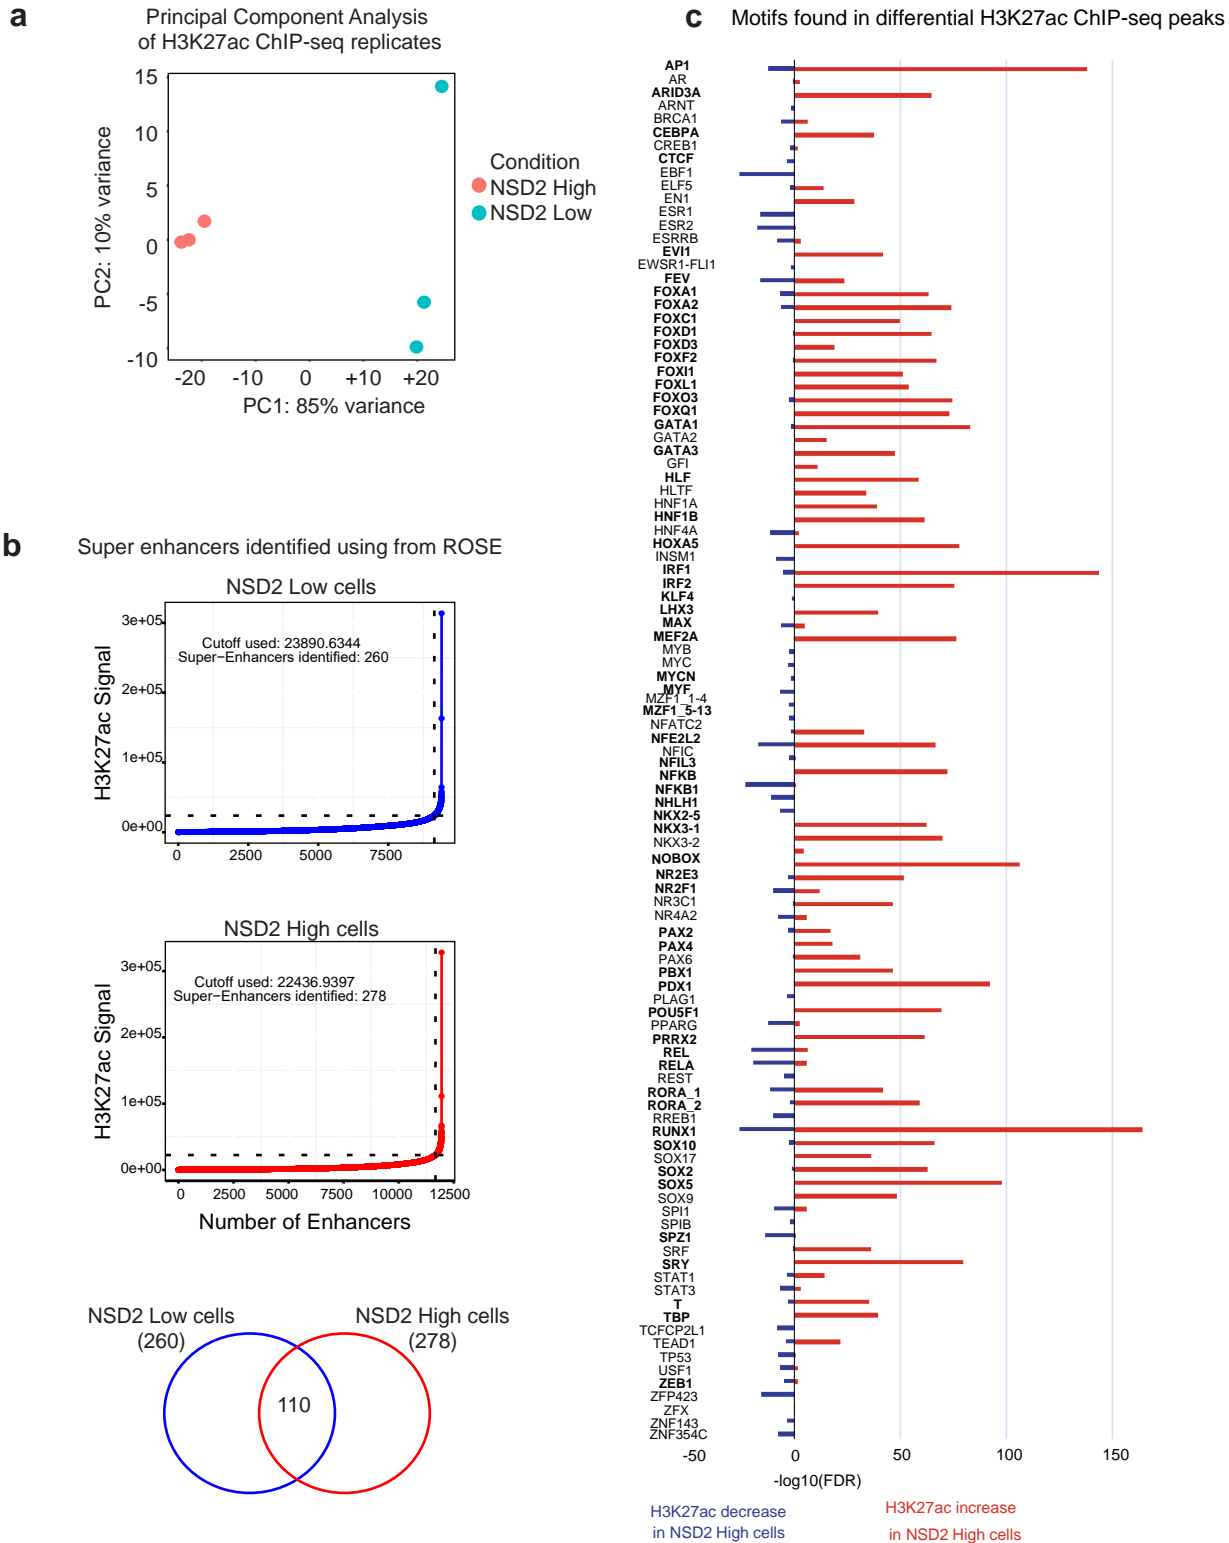 a
Principal Component Analysis
of H3K27ac ChIP-seq replicates
15
10
5
0
-5
-10
PC2: 10% variance
-20
-10
0
+10
+20
PC1: 85% variance
Condition
NSD2 High
NSD2 Low
b
Super enhancers identified using from ROSE
NSD2 Low cells
3e+05
2e+05
1e+05
0e+00
H3K27ac Signal
Cutoff used: 23890.6344
Super−Enhancers identified: 260
0
2500
5000
7500
NSD2 High cells
3e+05
2e+05
1e+05
0e+00
H3K27ac Signal
Cutoff used: 22436.9397
Super−Enhancers identified: 278
0
2500
5000
7500
10000
12500
Number of Enhancers
NSD2 Low cells
(260)
NSD2 High cells
(278)
110
c
Motifs found in differential H3K27ac ChIP-seq peaks
AP1
AR
ARID3A
ARNT
BRCA1
CEBPA
CREB1
CTCF
EBF1
ELF5
EN1
ESR1
ESR2
ESRRB
EVI1
EWSR1-FLI1
FEV
FOXA1
FOXA2
FOXC1
FOXD1
FOXD3
FOXF2
FOXI1
FOXL1
FOXO3
FOXQ1
GATA1
GATA2
GATA3
GFI
HLF
HLTF
HNF1A
HNF1B
HNF4A
HOXA5
INSM1
IRF1
IRF2
KLF4
LHX3
MAX
MEF2A
MYB
MYC
MYCN
MYF
MZF1_1-4
MZF1_5-13
NFATC2
NFE2L2
NFIC
NFIL3
NFKB
NFKB1
NHLH1
NKX2-5
NKX3-1
NKX3-2
NOBOX
NR2E3
NR2F1
NR3C1
NR4A2
PAX2
PAX4
PAX6
PBX1
PDX1
PLAG1
POU5F1
PPARG
PRRX2
REL
RELA
REST
RORA_1
RORA_2
RREB1
RUNX1
SOX10
SOX17
SOX2
SOX5
SOX9
SPI1
SPIB
SPZ1
SRF
SRY
STAT1
STAT3
T
TBP
TCFCP2L1
TEAD1
TP53
USF1
ZEB1
ZFP423
ZFX
ZNF143
ZNF354C
-50
0
50
100
150
-log10(FDR)
H3K27ac decrease
in NSD2 High cells
H3K27ac increase
in NSD2 High cells